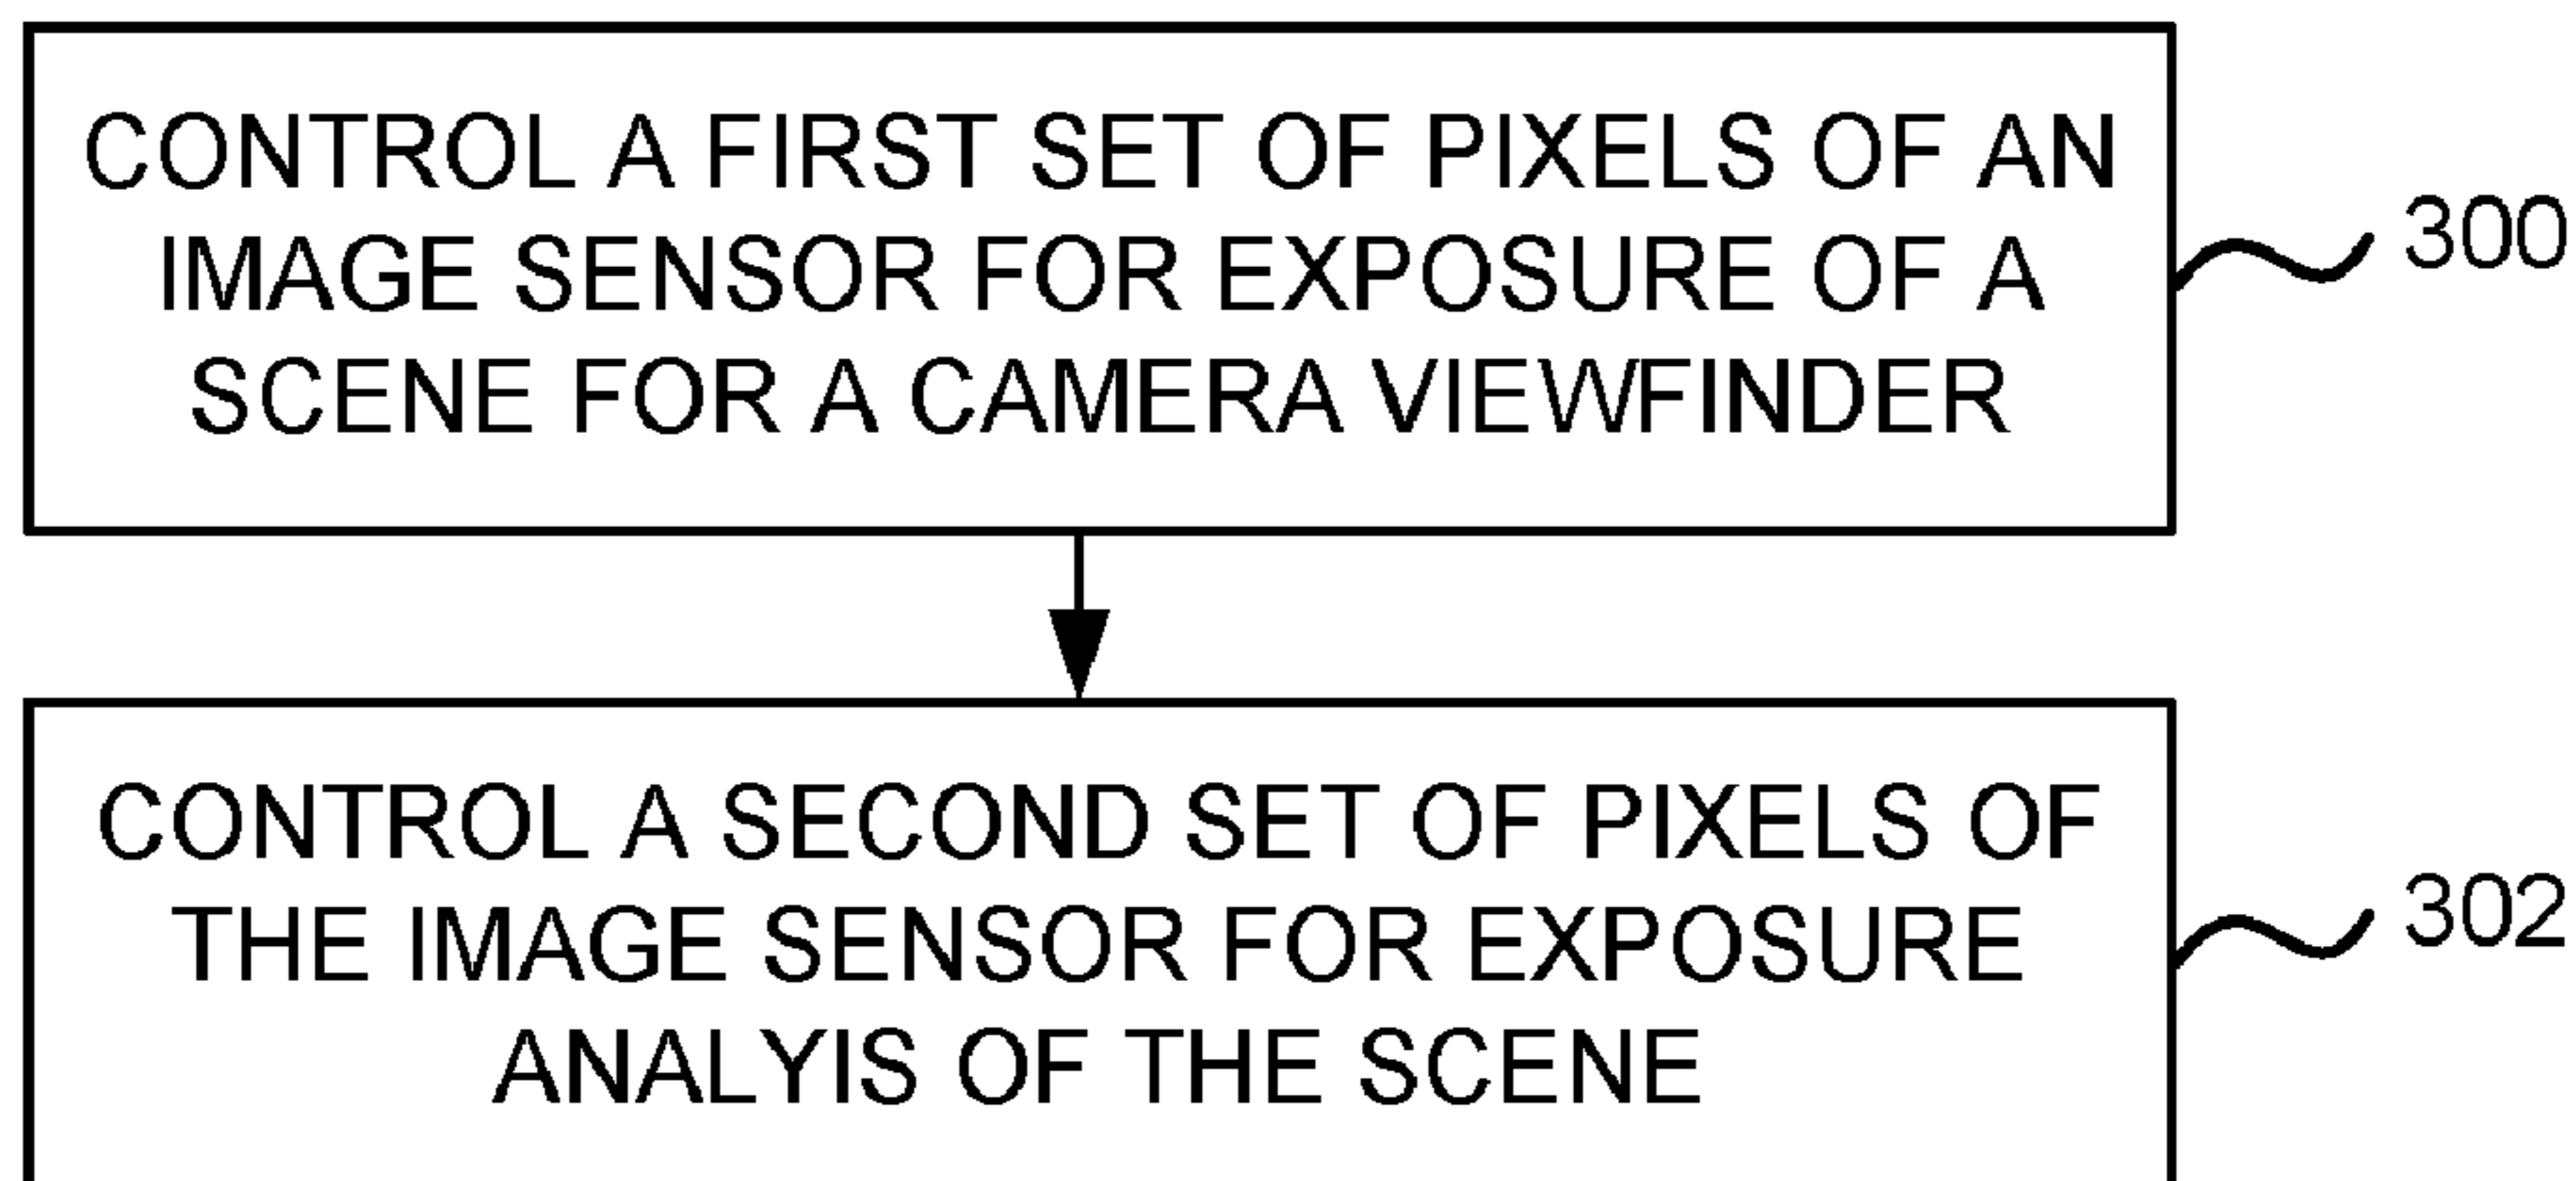 CONTROL A FIRST SET OF PIXELS OF AN
IMAGE SENSOR FOR EXPOSURE OF A
SCENE FOR A CAMERA VIEWFINDER
300
CONTROL A SECOND SET OF PIXELS OF
THE IMAGE SENSOR FOR EXPOSURE
ANALYIS OF THE SCENE
302